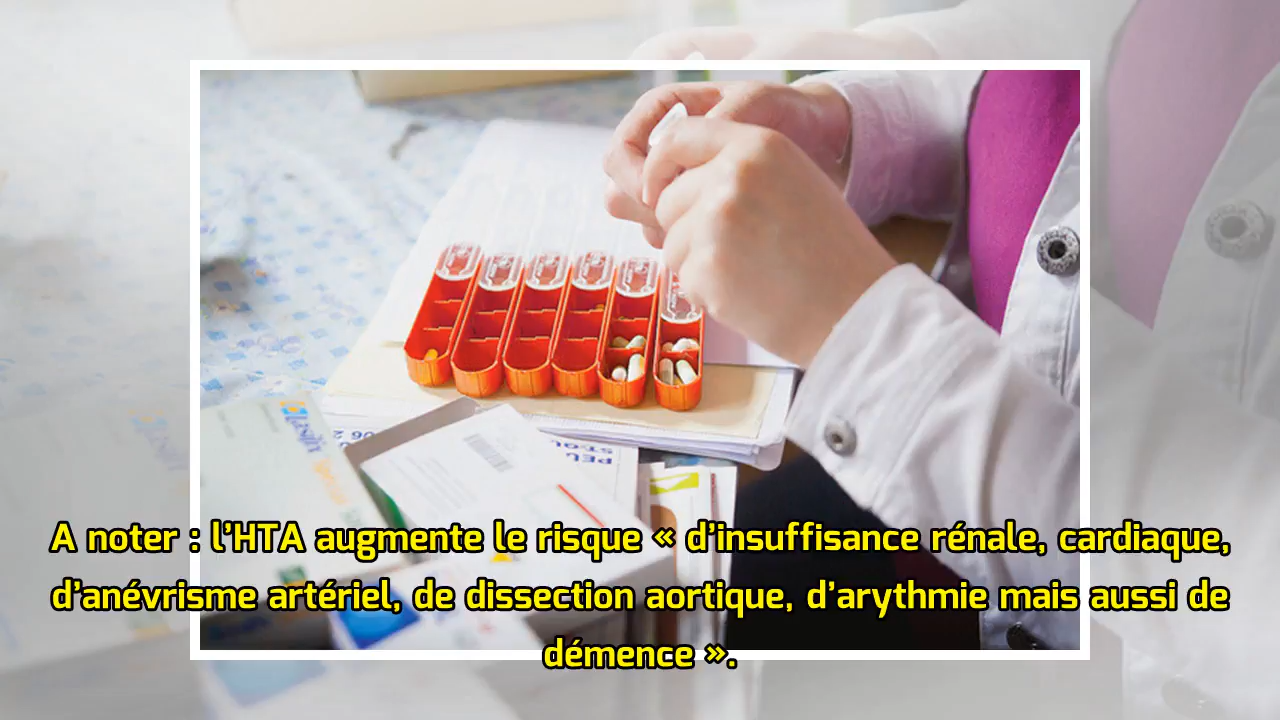 A noter : l’HTA augmente le risque « d’insuffisance rénale, cardiaque,
d’anévrisme artériel, de dissection aortique, d’arythmie mais aussi de
démence ».